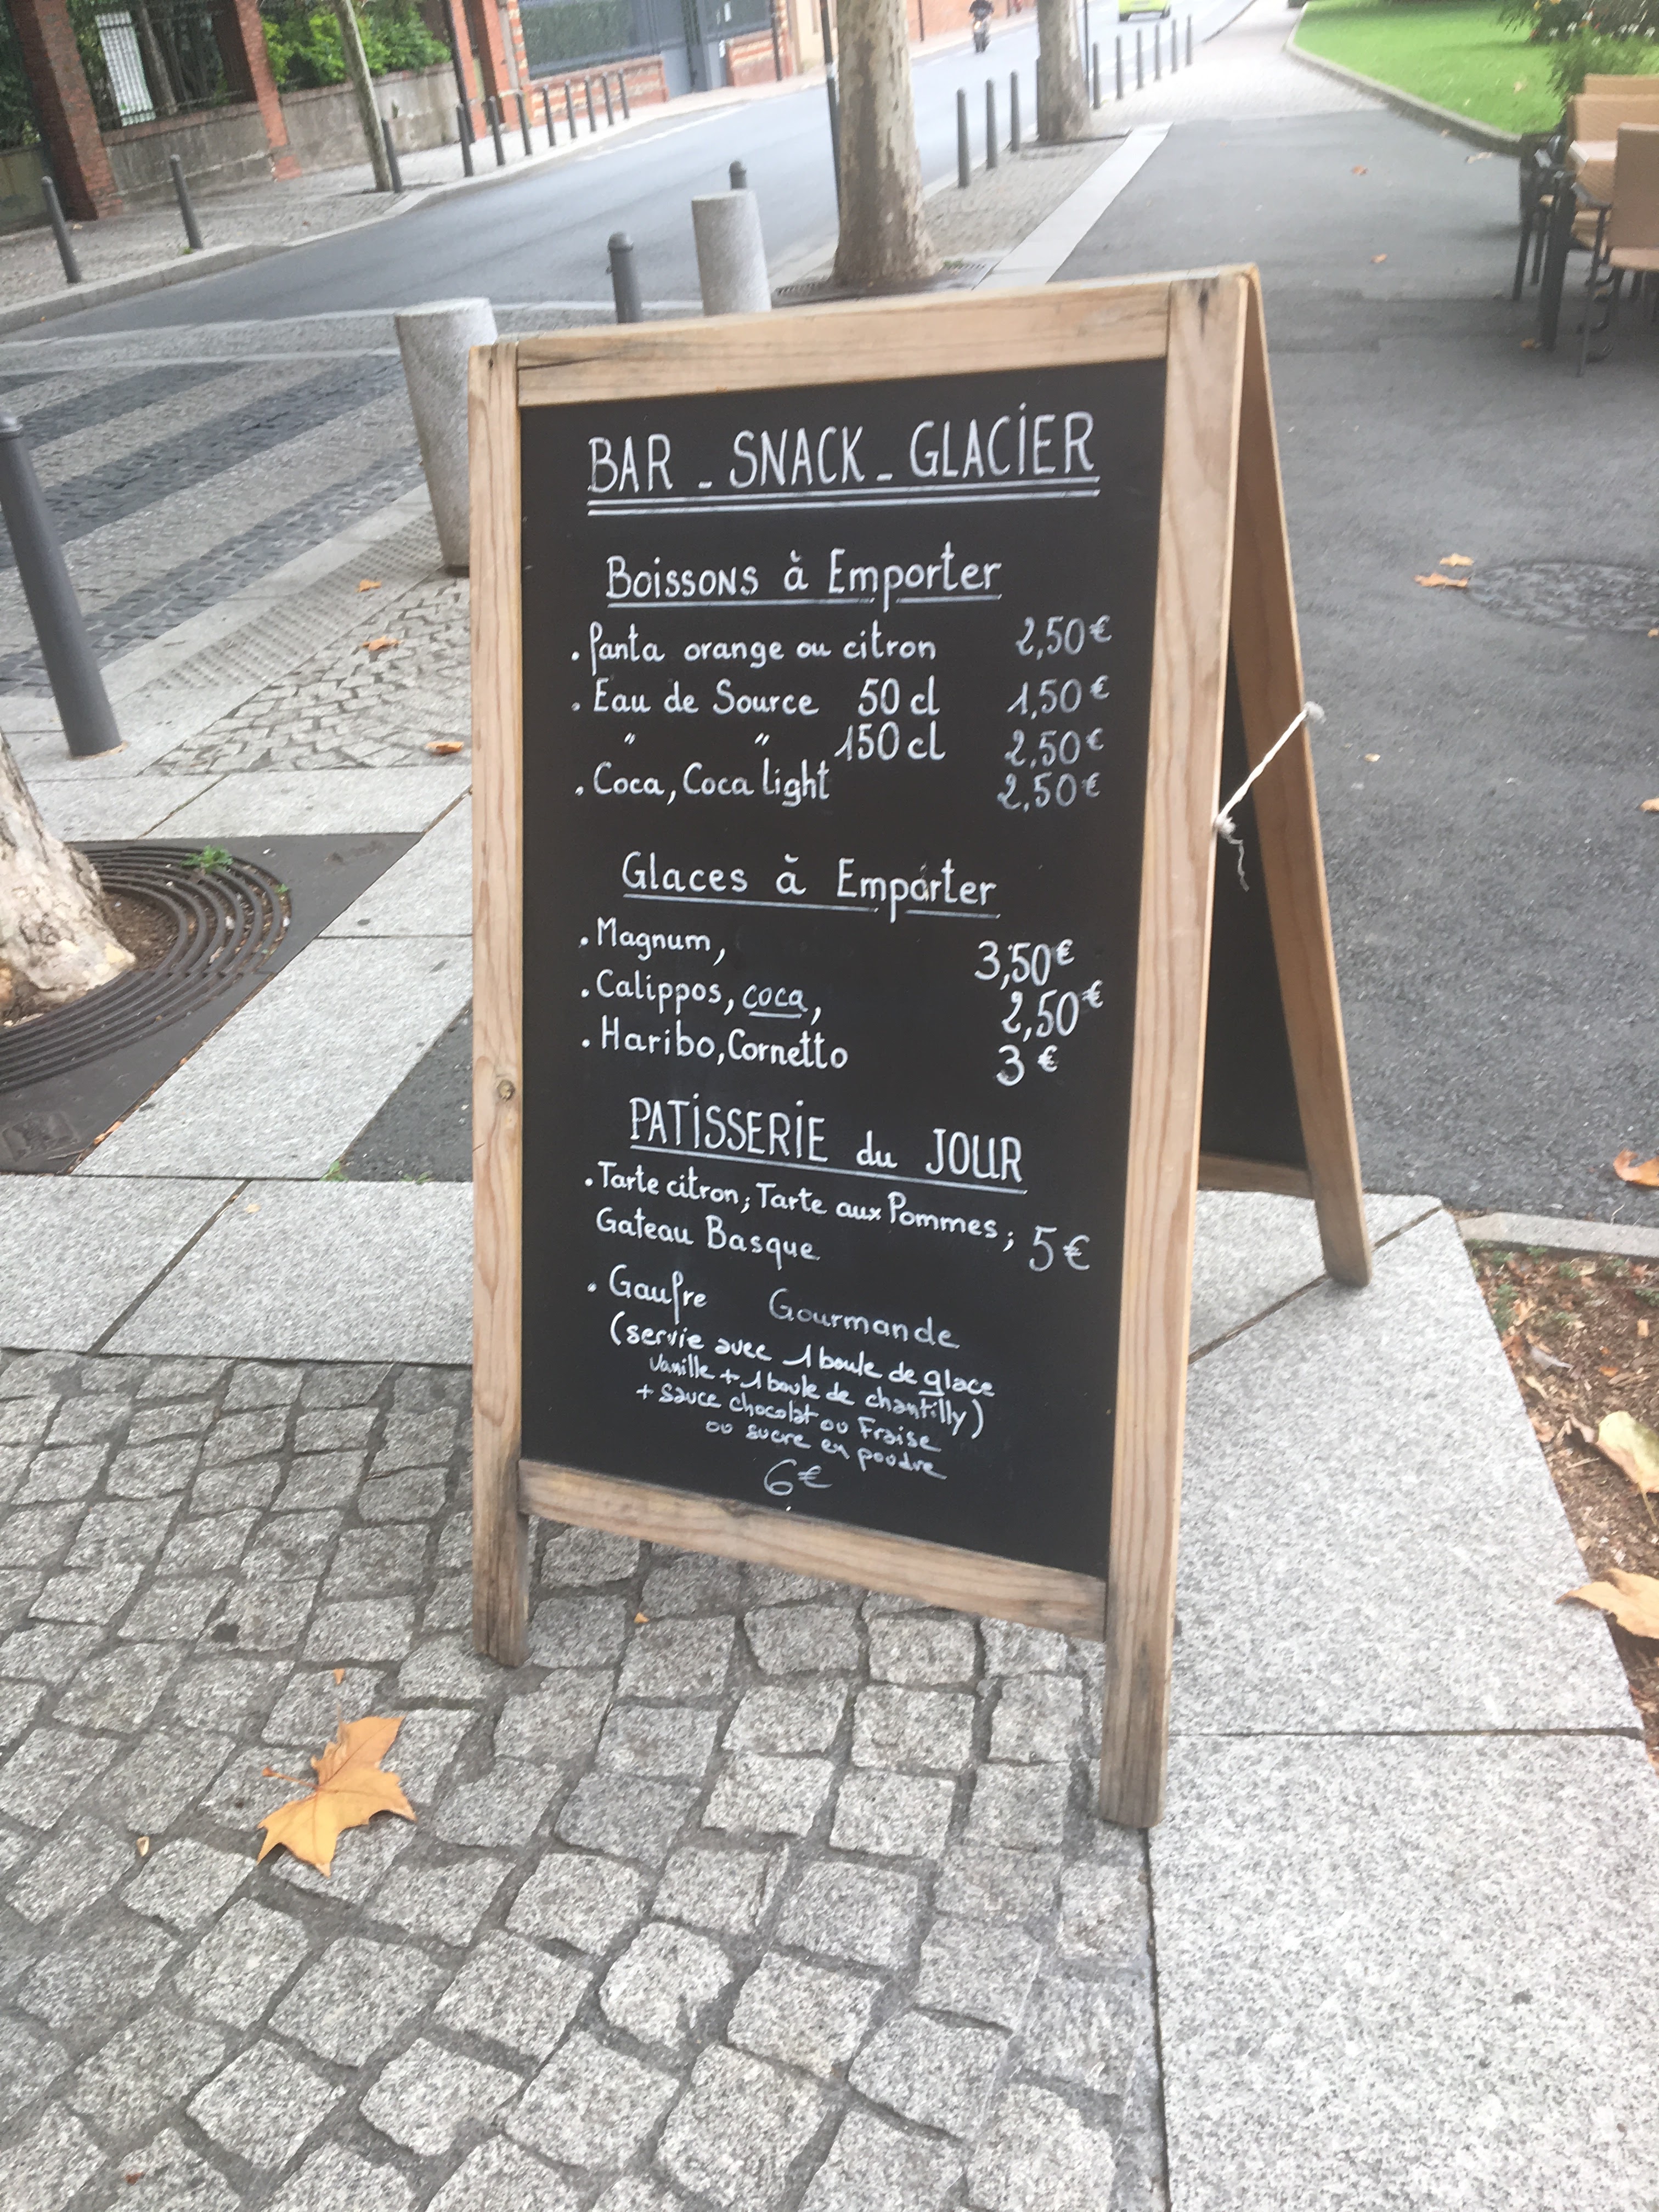 BAR - SNACK - GLACIER
Boissons à Emporter
. Fanta orange ou citron 2,50€
. Eau de Source 50 cl 1,50€
" " 150 cl 2,50€
. Coca, Coca light 2,50€
Glaces à Emporter
. Magnum, 3,50€
. Calippos, coca, 2,50€
. Haribo, Cornetto 3 €
PATISSERIE du JOUR
. Tarte citron; Tarte aux Pommes; 5€
Gateau Basque
. Gaufre Gourmande
(servie avec 1 boule de glace
vanille + 1 boule de chantilly)
+ sauce chocolat ou Fraise
ou sucre en poudre
6€